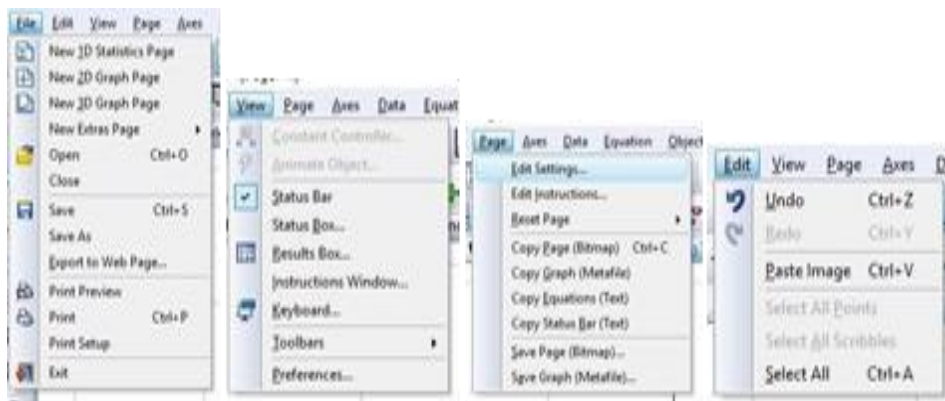 File Edit View Page Axes
New 1D Statistics Page
New 2D Graph Page
New 3D Graph Page
New Extras Page
Open Ctrl+O
Close
Save Ctrl+S
Save As
Export to Web Page...
Print Preview
Print Ctrl+P
Print Setup
Exit
View Page Axes Data Equat
Constant Controller...
Animate Object...
Status Bar
Status Box...
Results Box...
Instructions Window...
Keyboard...
Toolbars
Preferences...
Page Axes Data Equation Object
Edit Settings...
Edit Instructions...
Reset Page
Copy Page (Bitmap) Ctrl+C
Copy Graph (Metafile)
Copy Equations (Text)
Copy Status Bar (Text)
Save Page (Bitmap)...
Save Graph (Metafile)...
Edit View Page Axes D
Undo Ctrl+Z
Redo Ctrl+Y
Paste Image Ctrl+V
Select All Points
Select All Scribbles
Select All Ctrl+A